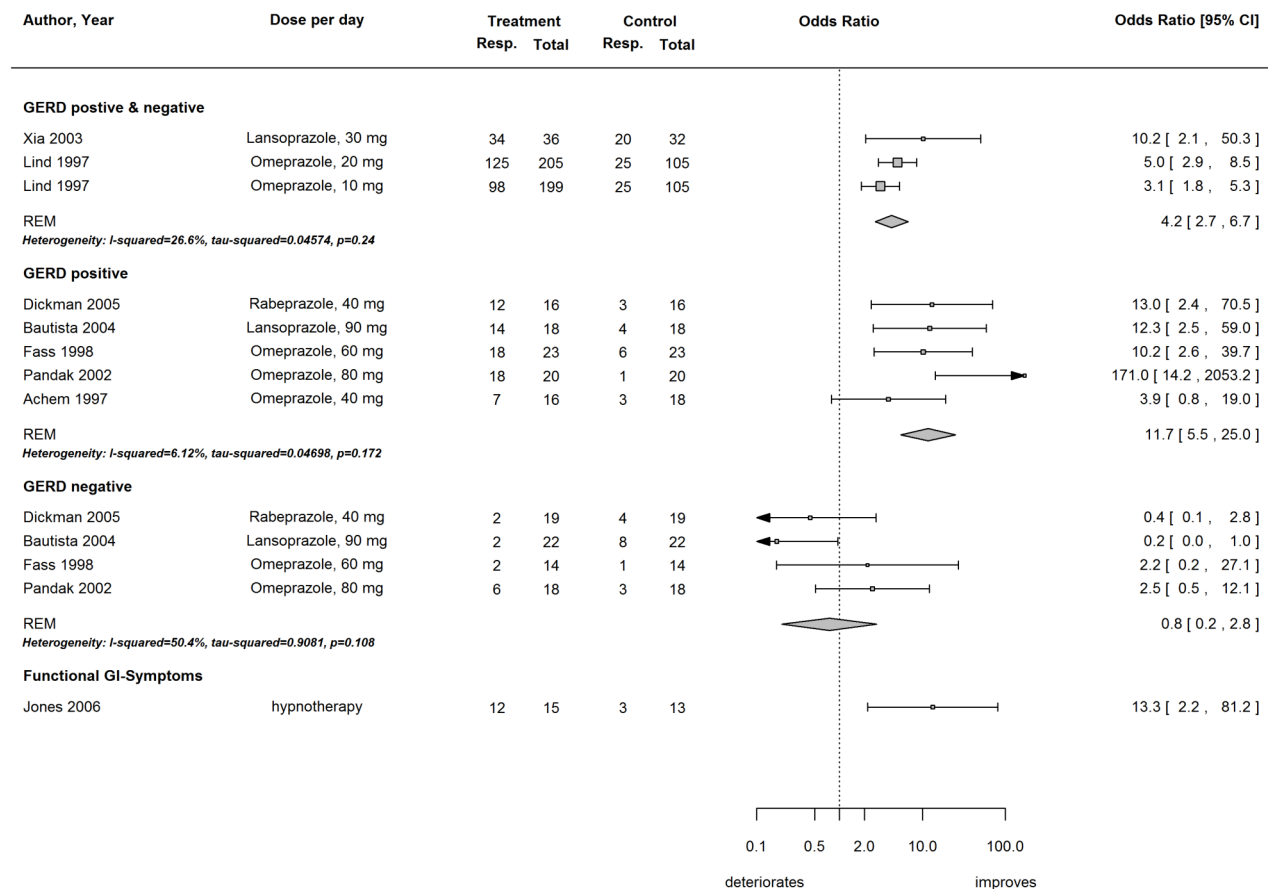 Author, Year Dose per day Treatment Control Odds Ratio Odds Ratio [95% CI]
Resp. Total Resp. Total
GERD postive & negative
Xia 2003 Lansoprazole, 30 mg 34 36 20 32 10.2 [ 2.1 , 50.3 ]
Lind 1997 Omeprazole, 20 mg 125 205 25 105 5.0 [ 2.9 , 8.5 ]
Lind 1997 Omeprazole, 10 mg 98 199 25 105 3.1 [ 1.8 , 5.3 ]
REM 4.2 [ 2.7 , 6.7 ]
Heterogeneity: I-squared=26.6%, tau-squared=0.04574, p=0.24
GERD positive
Dickman 2005 Rabeprazole, 40 mg 12 16 3 16 13.0 [ 2.4 , 70.5 ]
Bautista 2004 Lansoprazole, 90 mg 14 18 4 18 12.3 [ 2.5 , 59.0 ]
Fass 1998 Omeprazole, 60 mg 18 23 6 23 10.2 [ 2.6 , 39.7 ]
Pandak 2002 Omeprazole, 80 mg 18 20 1 20 171.0 [ 14.2 , 2053.2 ]
Achem 1997 Omeprazole, 40 mg 7 16 3 18 3.9 [ 0.8 , 19.0 ]
REM 11.7 [ 5.5 , 25.0 ]
Heterogeneity: I-squared=6.12%, tau-squared=0.04698, p=0.172
GERD negative
Dickman 2005 Rabeprazole, 40 mg 2 19 4 19 0.4 [ 0.1 , 2.8 ]
Bautista 2004 Lansoprazole, 90 mg 2 22 8 22 0.2 [ 0.0 , 1.0 ]
Fass 1998 Omeprazole, 60 mg 2 14 1 14 2.2 [ 0.2 , 27.1 ]
Pandak 2002 Omeprazole, 80 mg 6 18 3 18 2.5 [ 0.5 , 12.1 ]
REM 0.8 [ 0.2 , 2.8 ]
Heterogeneity: I-squared=50.4%, tau-squared=0.9081, p=0.108
Functional GI-Symptoms
Jones 2006 hypnotherapy 12 15 3 13 13.3 [ 2.2 , 81.2 ]
0.1 0.5 2.0 10.0 100.0
deteriorates improves